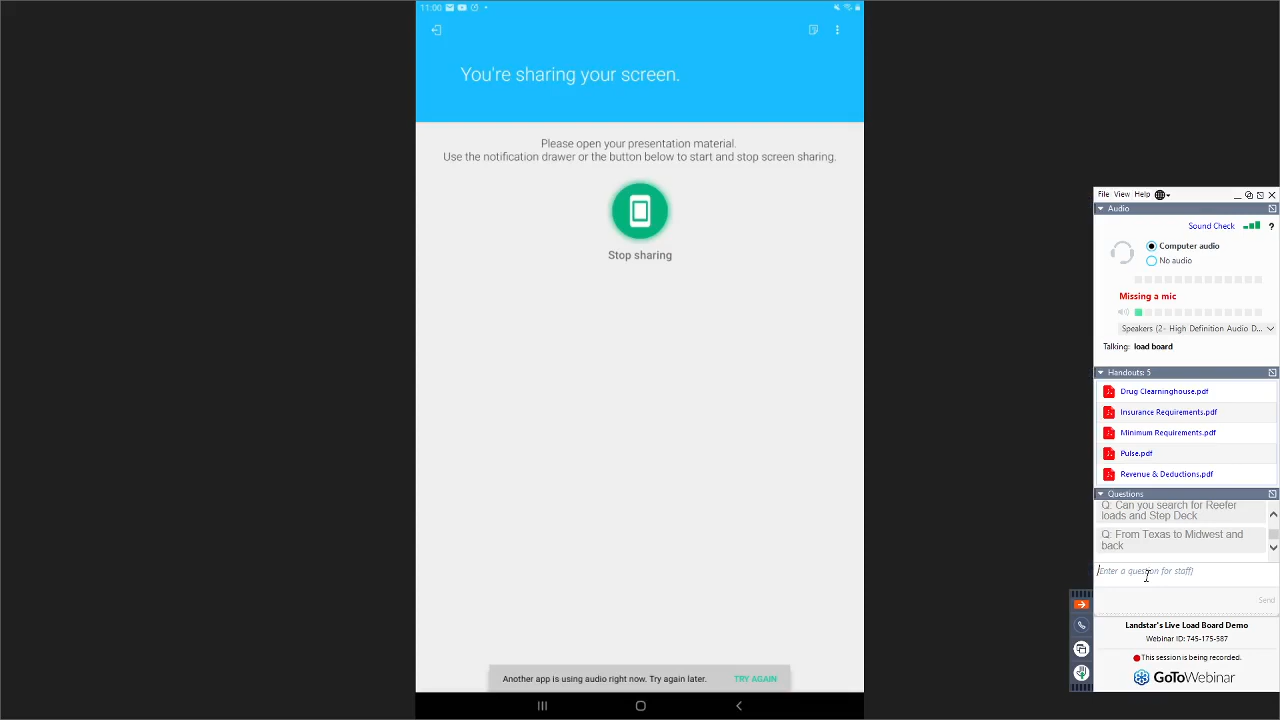 11:00
You're sharing your screen.
Please open your presentation material.
Use the notification drawer or the button below to start and stop screen sharing.
Stop sharing
Another app is using audio right now. Try again later. TRY AGAIN
File View Help
Audio
Sound Check ?
Computer audio
No audio
Missing a mic
Speakers (2- High Definition Audio D...
Talking: load board
Handouts: 5
Drug Clearninghouse.pdf
Insurance Requirements.pdf
Minimum Requirements.pdf
Pulse.pdf
Revenue & Deductions.pdf
Questions
Q: Can you search for Reefer
loads and Step Deck
Q: From Texas to Midwest and
back
[Enter a question for staff]
Send
Landstar's Live Load Board Demo
Webinar ID: 745-175-587
This session is being recorded.
GoToWebinar